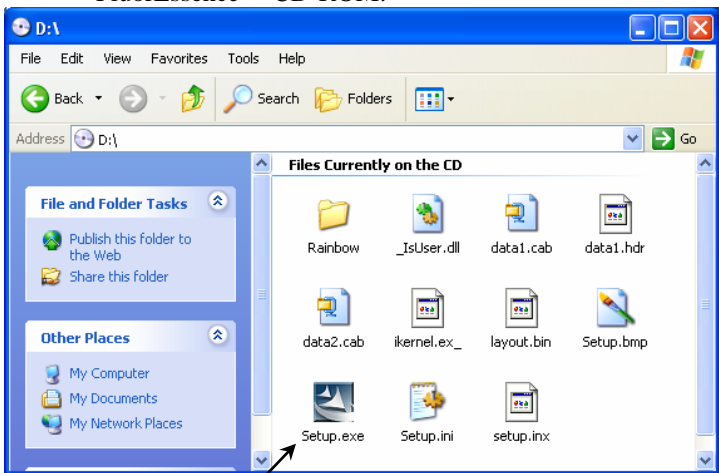 D:\
File Edit View Favorites Tools Help
Back Search Folders
Address D:\ Go
Files Currently on the CD
File and Folder Tasks
Publish this folder to
the Web
Share this folder
Other Places
My Computer
My Documents
My Network Places
Rainbow _IsUser.dll data1.cab data1.hdr
data2.cab ikernel.ex_ layout.bin Setup.bmp
Setup.exe Setup.ini setup.inx